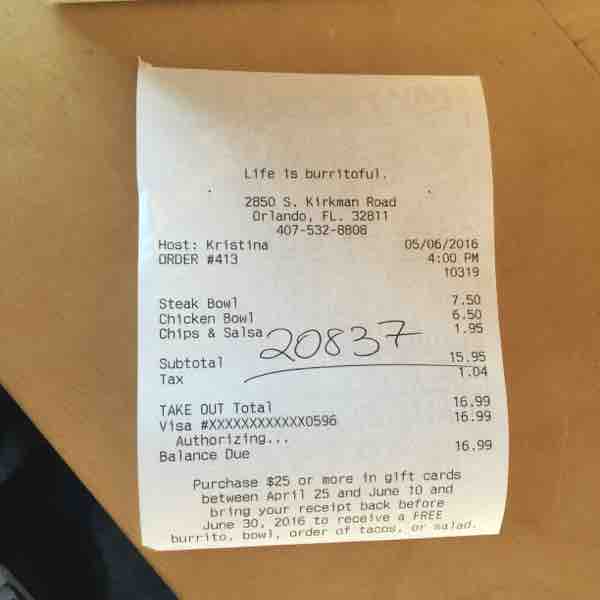 Life is burritoful.
2850 S. Kirkman Road
Orlando, FL. 32811
407-532-8808
Host: Kristina 05/06/2016
ORDER #413 4:00 PM
10319
Steak Bowl 7.50
Chicken Bowl 6.50
Chips & Salsa 1.95
20837
Subtotal 15.95
Tax 1.04
TAKE OUT Total 16.99
Visa #XXXXXXXXXXXX0596 16.99
Authorizing...
Balance Due 16.99
Purchase $25 or more in gift cards
between April 25 and June 10 and
bring your receipt back before
June 30, 2016 to receive a FREE
burrito, bowl, order of tacos, or salad.